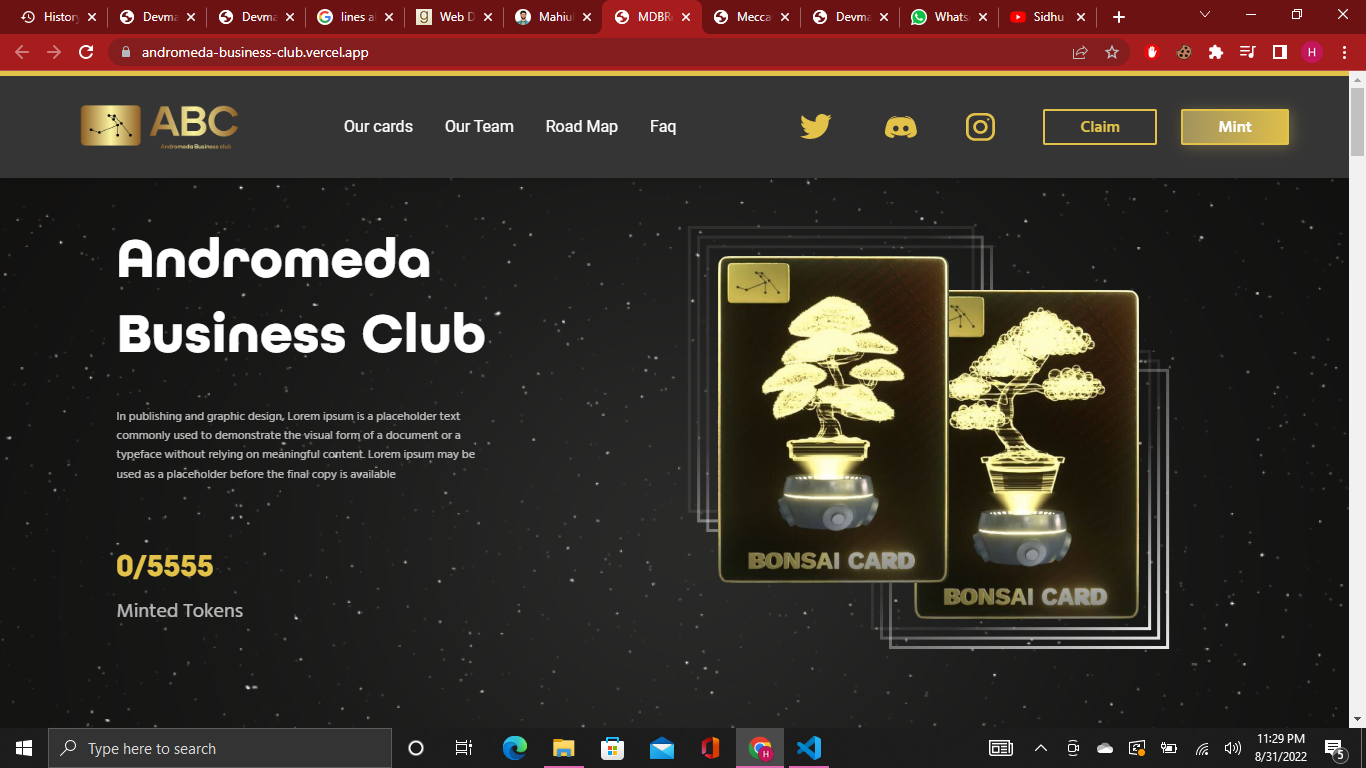 History
Devma
Devma
lines a
Web D
Mahiu
MDBR
Mecca
Devma
Whats
Sidhu
andromeda-business-club.vercel.app
H
ABC
Andromeda Business club
Our cards
Our Team
Road Map
Faq
Claim
Mint
Andromeda
Business Club
In publishing and graphic design, Lorem ipsum is a placeholder text
commonly used to demonstrate the visual form of a document or a
typeface without relying on meaningful content. Lorem ipsum may be
used as a placeholder before the final copy is available
0/5555
Minted Tokens
BONSAI CARD
BONSAI CARD
Type here to search
11:29 PM
8/31/2022
5